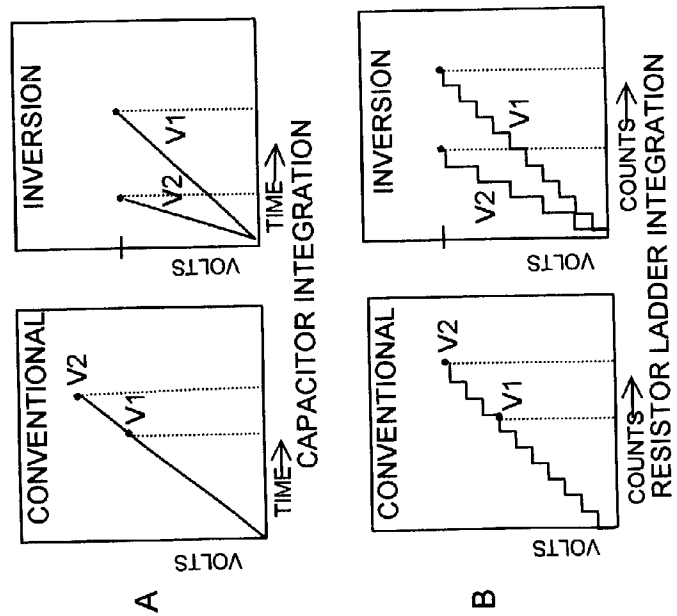 A
CONVENTIONAL
VOLTS
V1
V2
TIME→
INVERSION
VOLTS
V2
V1
TIME→
CAPACITOR INTEGRATION
B
CONVENTIONAL
VOLTS
V1
V2
COUNTS→
INVERSION
VOLTS
V2
V1
COUNTS→
RESISTOR LADDER INTEGRATION